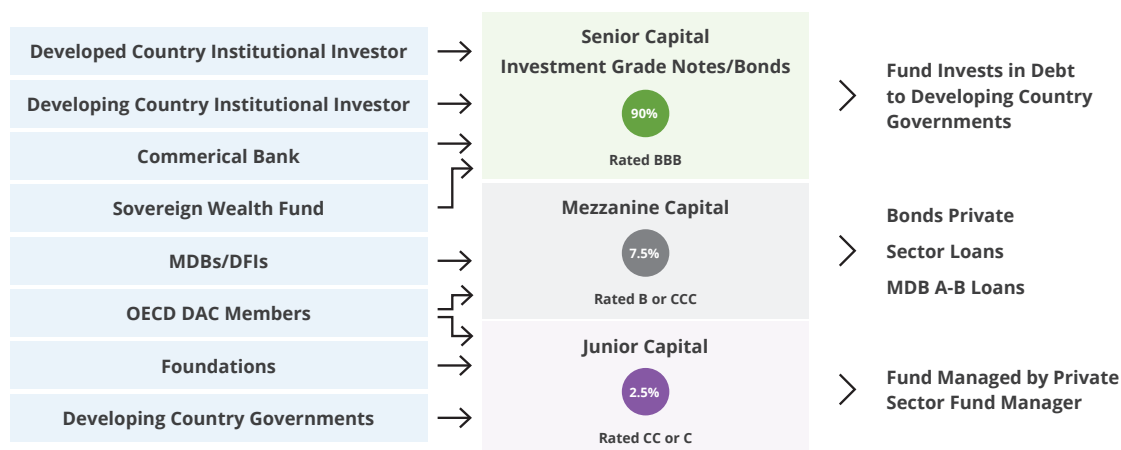 Developed Country Institutional Investor
Developing Country Institutional Investor
Commerical Bank
Sovereign Wealth Fund
MDBs/DFIs
OECD DAC Members
Foundations
Developing Country Governments
Senior Capital
Investment Grade Notes/Bonds
90%
Rated BBB
Mezzanine Capital
7.5%
Rated B or CCC
Junior Capital
2.5%
Rated CC or C
Fund Invests in Debt
to Developing Country
Governments
Bonds Private
Sector Loans
MDB A-B Loans
Fund Managed by Private
Sector Fund Manager